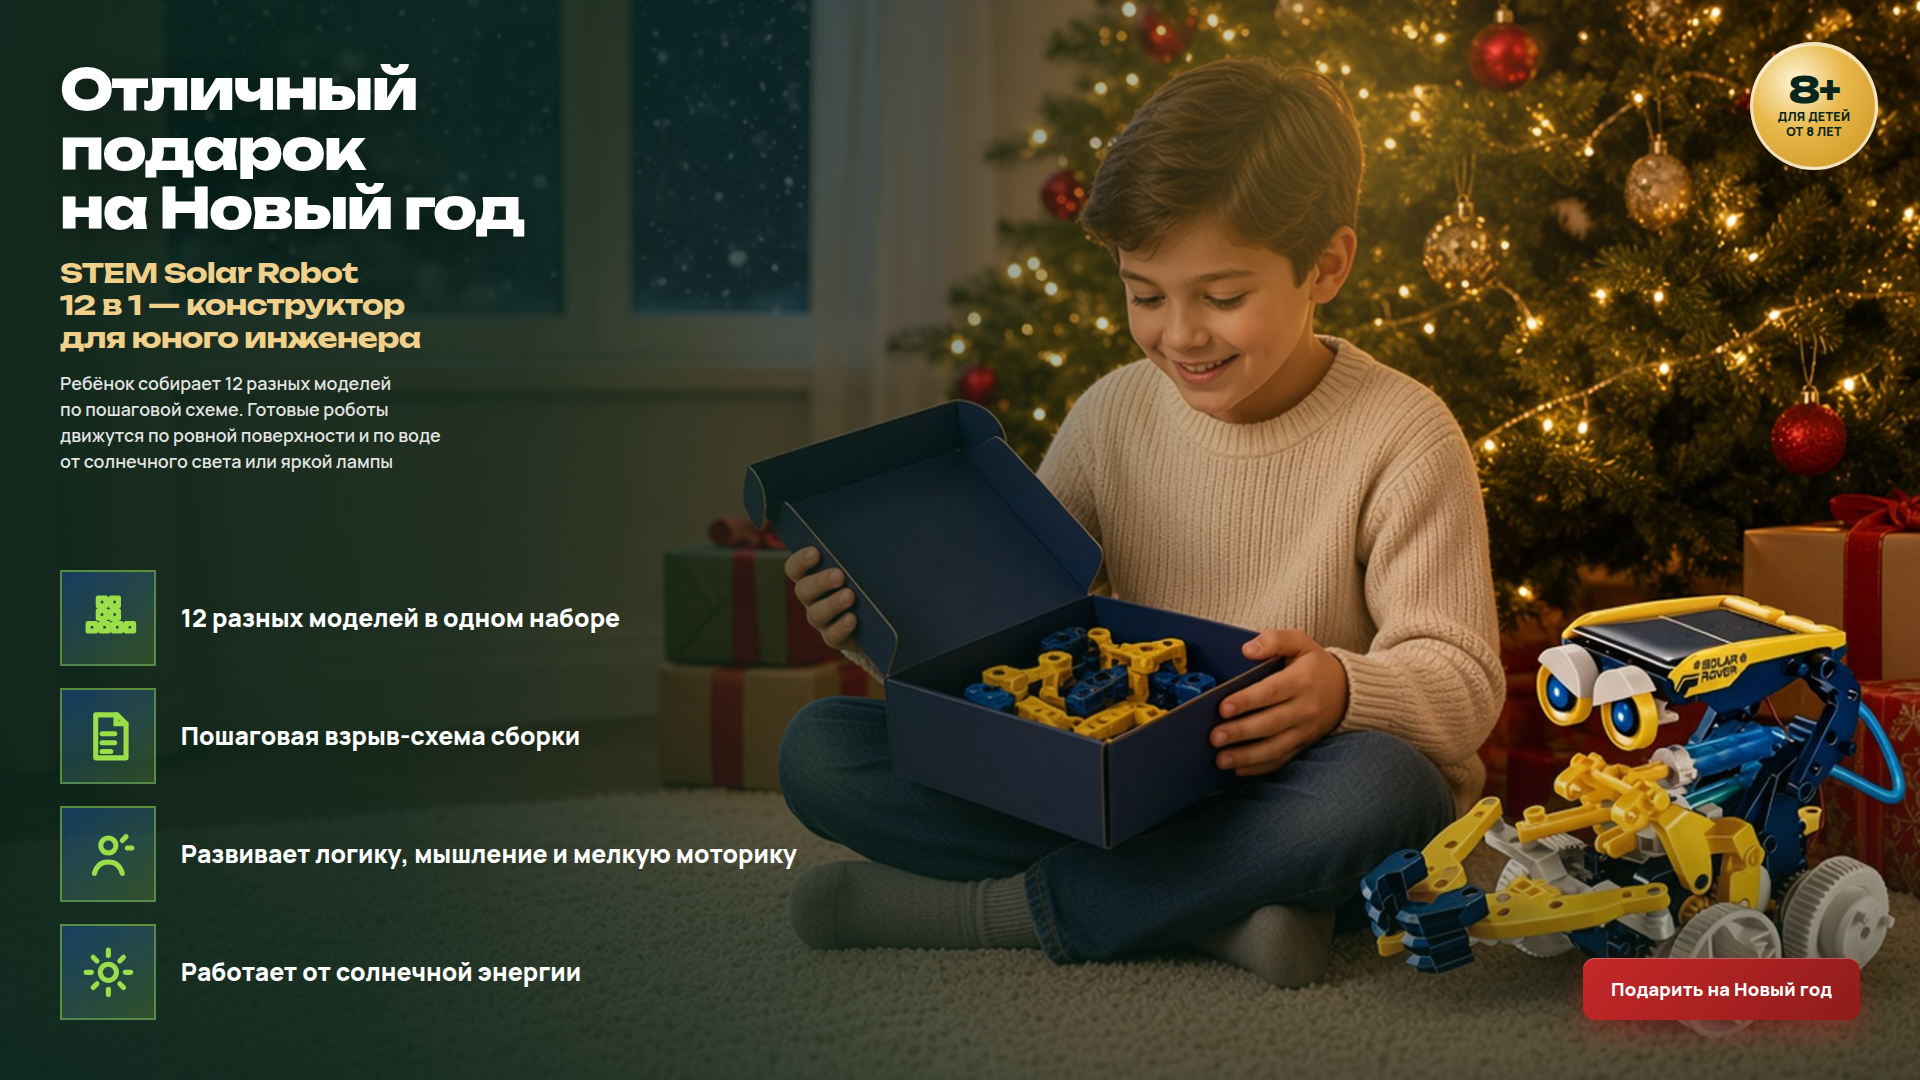 Отличный
подарок
на Новый год
STEM Solar Robot
12 в 1 — конструктор
для юного инженера
Ребёнок собирает 12 разных моделей
по пошаговой схеме. Готовые роботы
движутся по ровной поверхности и по воде
от солнечного света или яркой лампы
12 разных моделей в одном наборе
Пошаговая взрыв-схема сборки
Развивает логику, мышление и мелкую моторику
Работает от солнечной энергии
8+
ДЛЯ ДЕТЕЙ
ОТ 8 ЛЕТ
SOLAR
ROVER
Подарить на Новый год